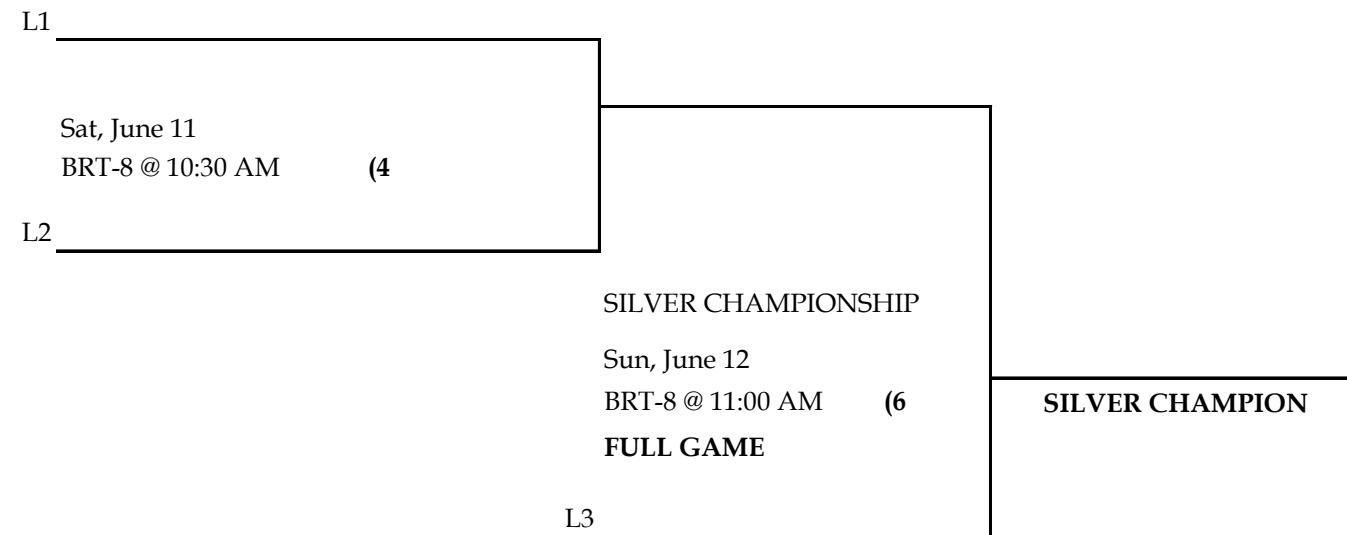 L1
Sat, June 11
BRT-8 @ 10:30 AM (4
L2
SILVER CHAMPIONSHIP
Sun, June 12
BRT-8 @ 11:00 AM (6
SILVER CHAMPION
FULL GAME
L3